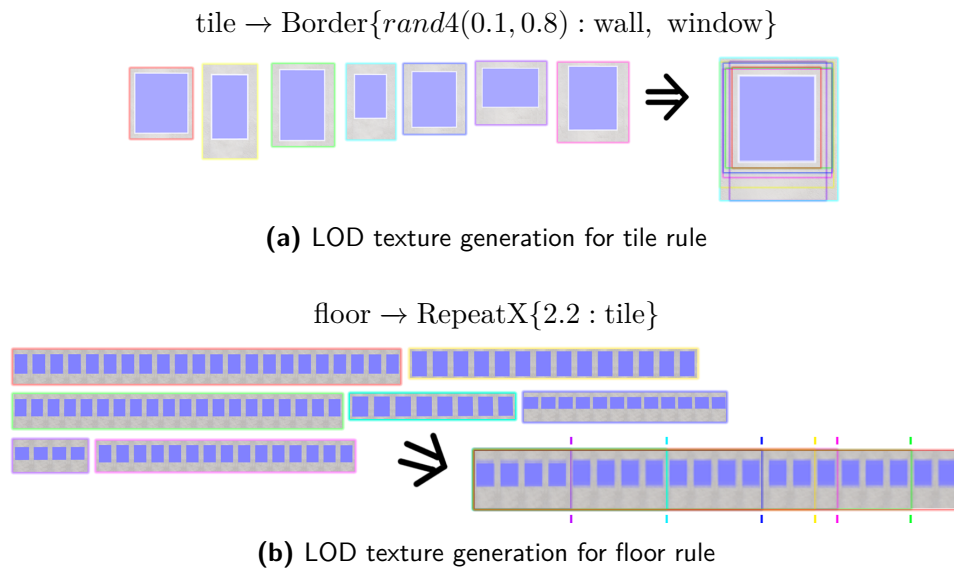 tile → Border{rand4(0.1, 0.8) : wall, window}
(a) LOD texture generation for tile rule
floor → RepeatX{2.2 : tile}
(b) LOD texture generation for floor rule